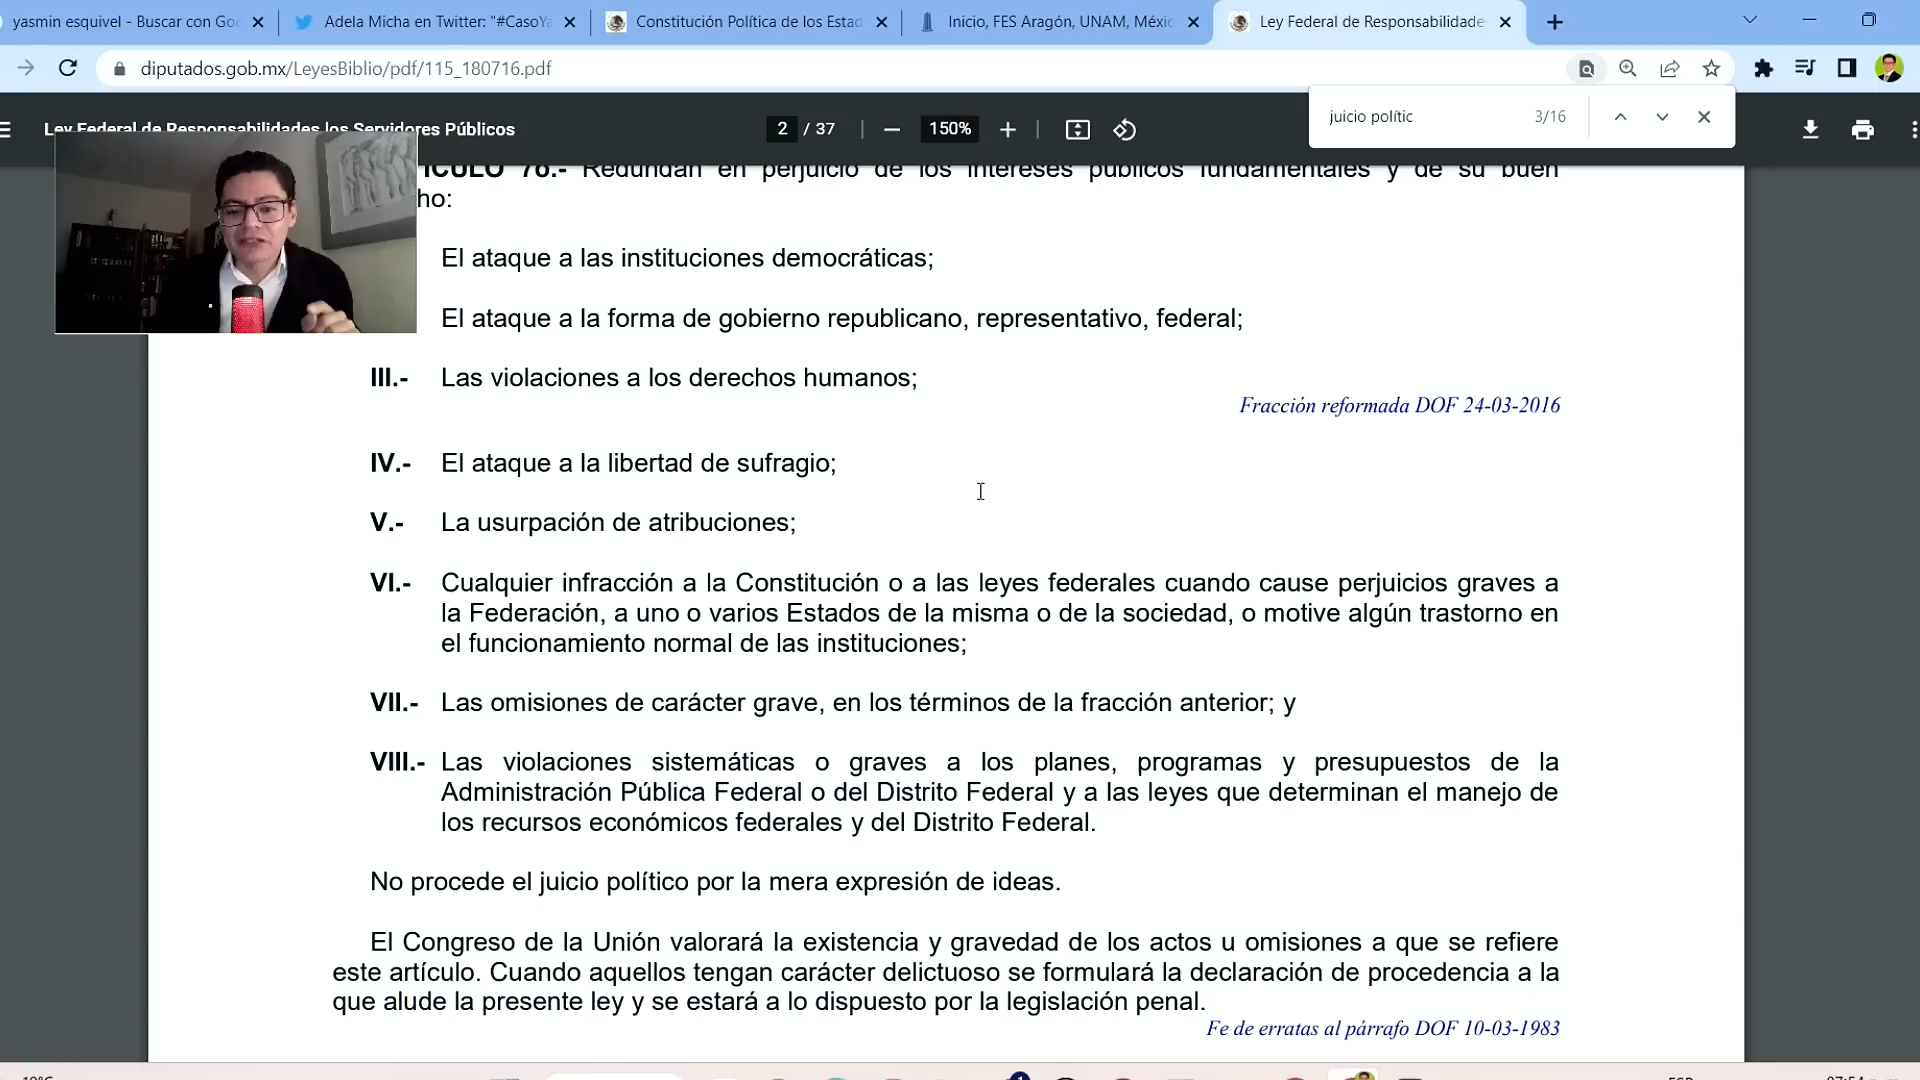 yasmin esquivel - Buscar con Goo
Adela Micha en Twitter: "#CasoYa
Constitución Política de los Estad
Inicio, FES Aragón, UNAM, Méxic
Ley Federal de Responsabilidade
diputados.gob.mx/LeyesBiblio/pdf/115_180716.pdf
juicio polític 3/16
Ley Federal de Responsabilidades los Servidores Públicos
2 / 37
150%
ICULO 7o.- Redundan en perjuicio de los intereses públicos fundamentales y de su buen
ho:
El ataque a las instituciones democráticas;
El ataque a la forma de gobierno republicano, representativo, federal;
III.- Las violaciones a los derechos humanos;
Fracción reformada DOF 24-03-2016
IV.- El ataque a la libertad de sufragio;
V.- La usurpación de atribuciones;
VI.- Cualquier infracción a la Constitución o a las leyes federales cuando cause perjuicios graves a
la Federación, a uno o varios Estados de la misma o de la sociedad, o motive algún trastorno en
el funcionamiento normal de las instituciones;
VII.- Las omisiones de carácter grave, en los términos de la fracción anterior; y
VIII.- Las violaciones sistemáticas o graves a los planes, programas y presupuestos de la
Administración Pública Federal o del Distrito Federal y a las leyes que determinan el manejo de
los recursos económicos federales y del Distrito Federal.
No procede el juicio político por la mera expresión de ideas.
El Congreso de la Unión valorará la existencia y gravedad de los actos u omisiones a que se refiere
este artículo. Cuando aquellos tengan carácter delictuoso se formulará la declaración de procedencia a la
que alude la presente ley y se estará a lo dispuesto por la legislación penal.
Fe de erratas al párrafo DOF 10-03-1983